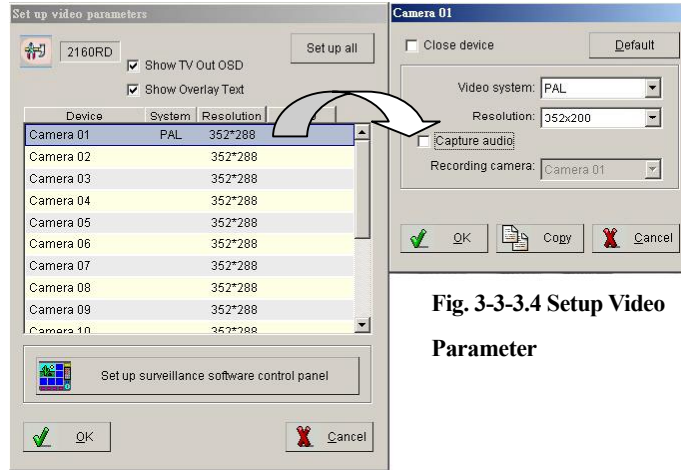 Set up video parameters
2160RD
Show TV Out OSD
Show Overlay Text
Set up all
Device System Resolution
Camera 01 PAL 352*288
Camera 02 352*288
Camera 03 352*288
Camera 04 352*288
Camera 05 352*288
Camera 06 352*288
Camera 07 352*288
Camera 08 352*288
Camera 09 352*288
Camera 10 352*288
Set up surveillance software control panel
OK Cancel
Camera 01
Close device Default
Video system: PAL
Resolution: 352x200
Capture audio
Recording camera: Camera 01
OK Copy Cancel
Fig. 3-3-3.4 Setup Video
Parameter